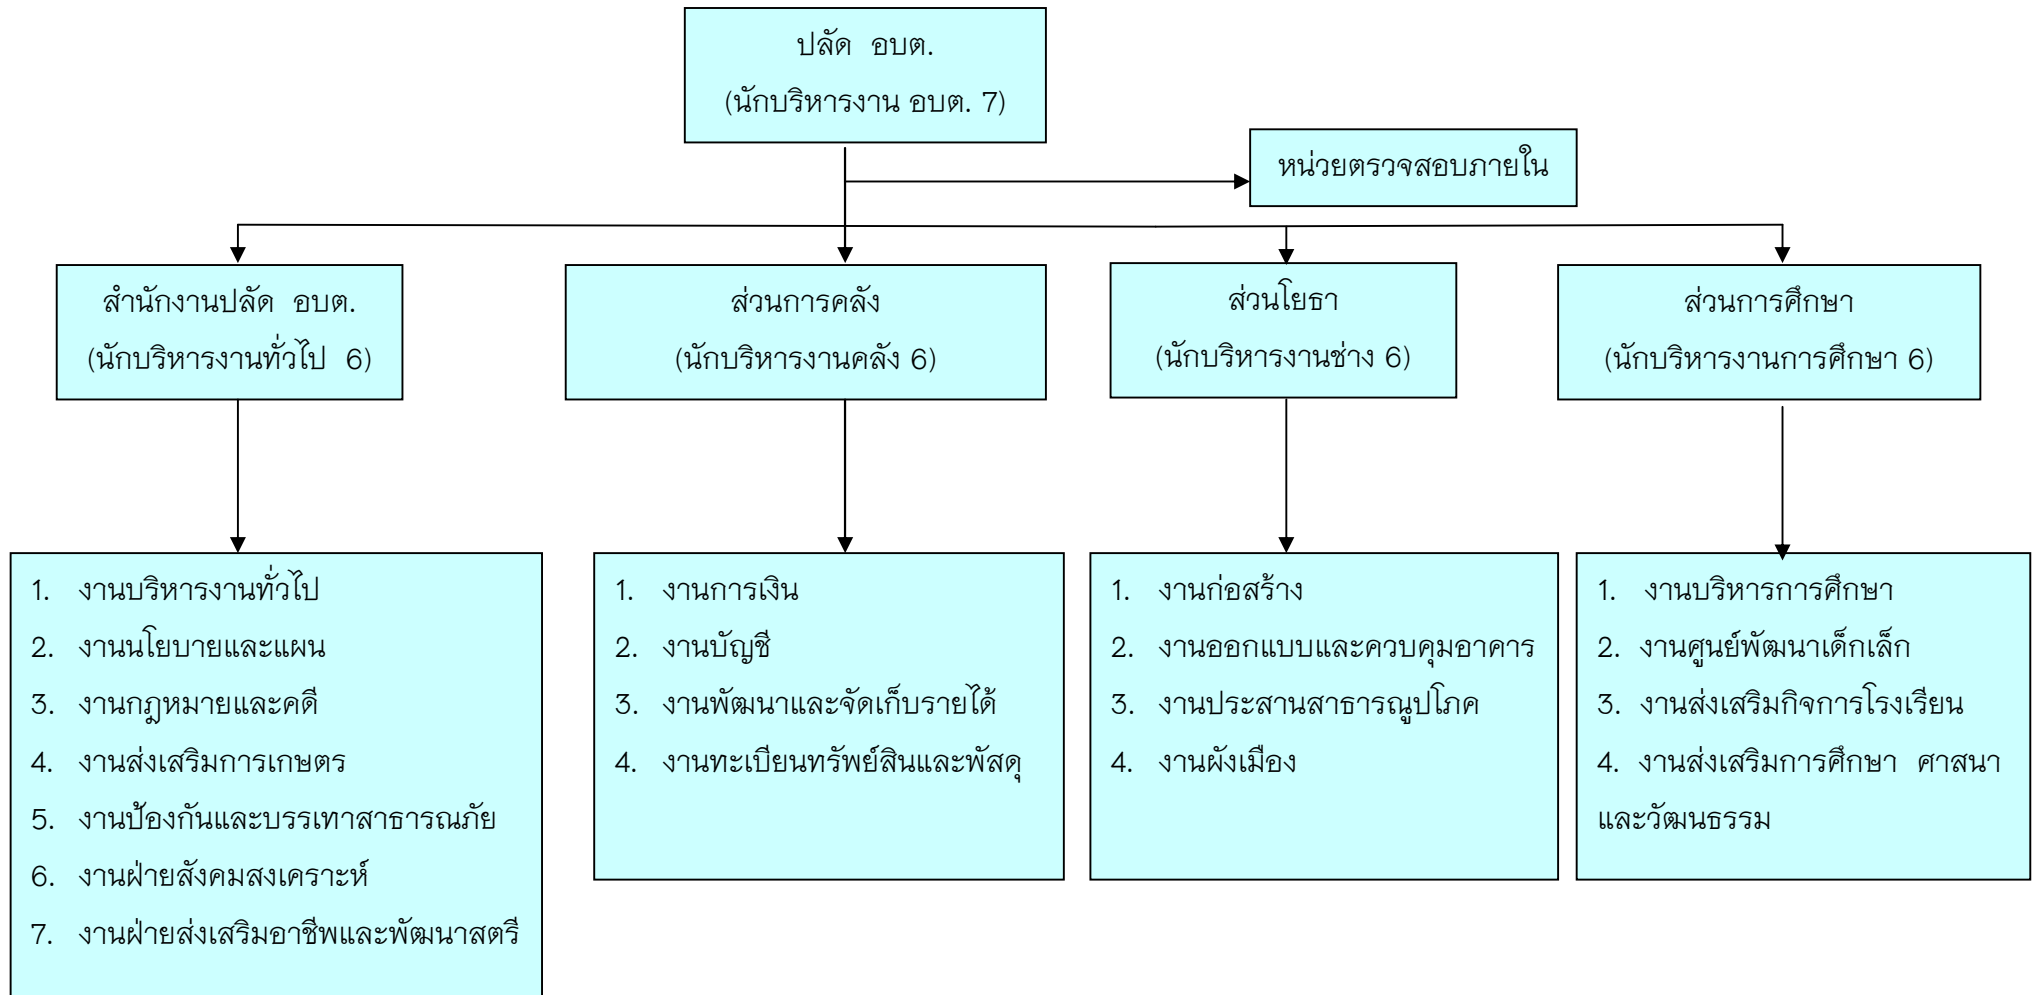 ปลัด อบต.
(นักบริหารงาน อบต. 7)
หน่วยตรวจสอบภายใน
สำนักงานปลัด อบต.
(นักบริหารงานทั่วไป 6)
ส่วนการคลัง
(นักบริหารงานคลัง 6)
ส่วนโยธา
(นักบริหารงานช่าง 6)
ส่วนการศึกษา
(นักบริหารงานการศึกษา 6)
1. งานบริหารงานทั่วไป
2. งานนโยบายและแผน
3. งานกฎหมายและคดี
4. งานส่งเสริมการเกษตร
5. งานป้องกันและบรรเทาสาธารณภัย
6. งานฝ่ายสังคมสงเคราะห์
7. งานฝ่ายส่งเสริมอาชีพและพัฒนาสตรี
1. งานการเงิน
2. งานบัญชี
3. งานพัฒนาและจัดเก็บรายได้
4. งานทะเบียนทรัพย์สินและพัสดุ
1. งานก่อสร้าง
2. งานออกแบบและควบคุมอาคาร
3. งานประสานสาธารณูปโภค
4. งานผังเมือง
1. งานบริหารการศึกษา
2. งานศูนย์พัฒนาเด็กเล็ก
3. งานส่งเสริมกิจการโรงเรียน
4. งานส่งเสริมการศึกษา ศาสนา
และวัฒนธรรม